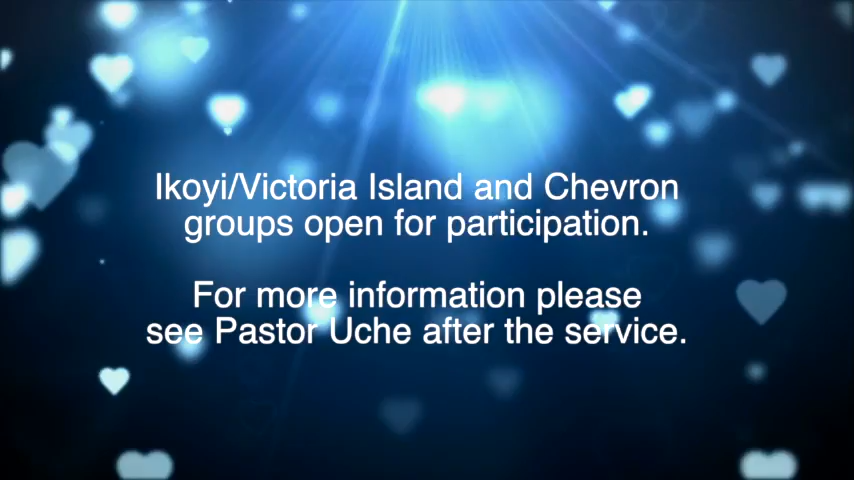 Ikoyi/Victoria Island and Chevron
groups open for participation.
For more information please
see Pastor Uche after the service.